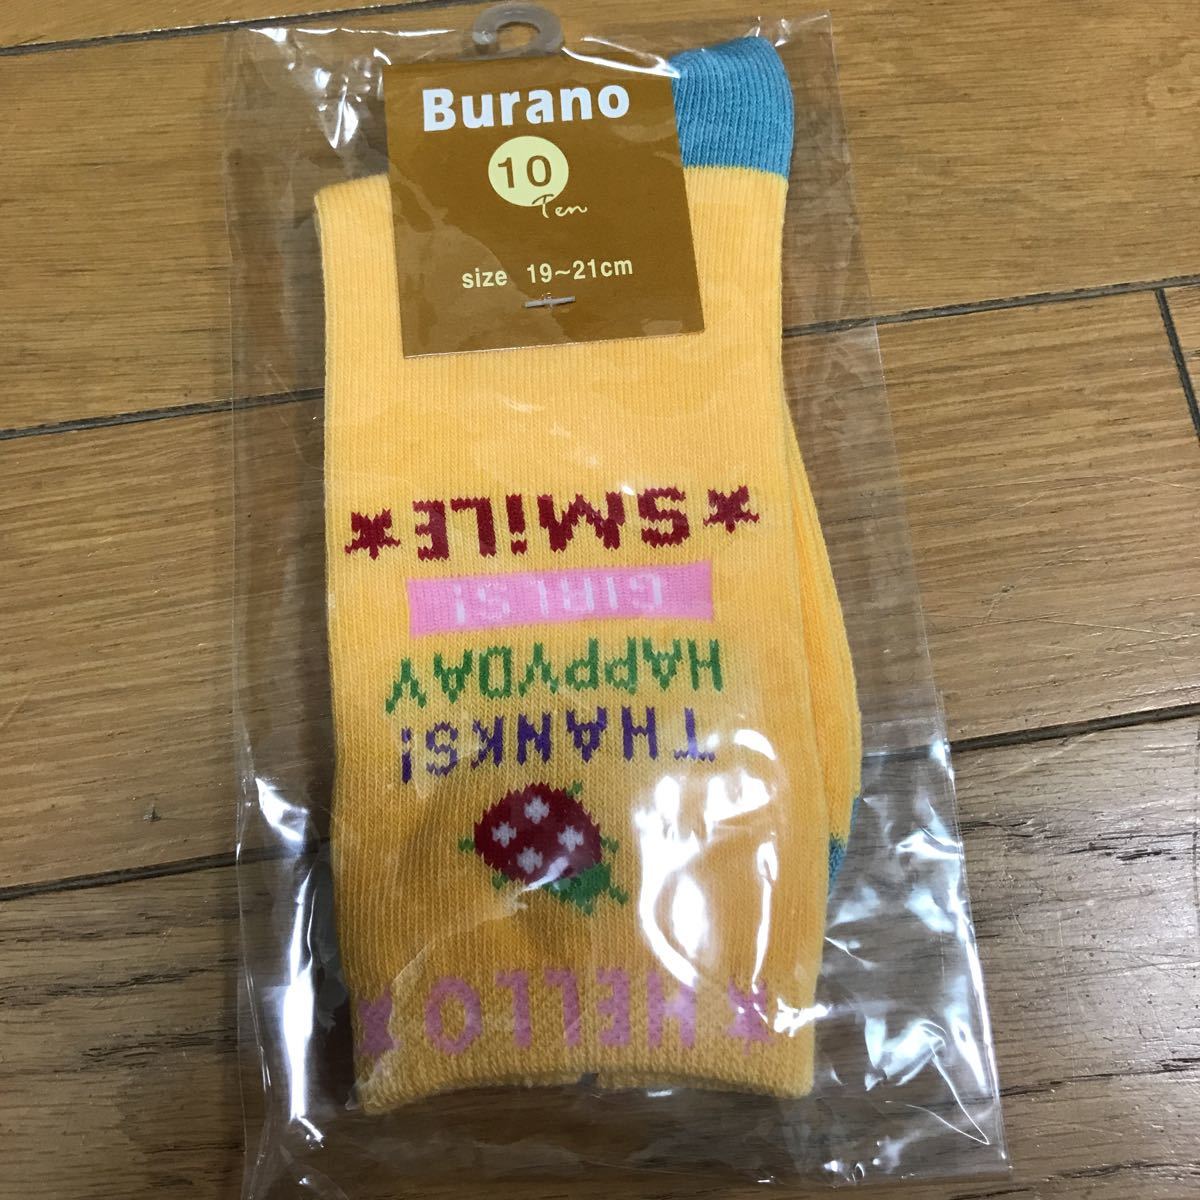 Burano
10
Ten
size 19~21cm
★SMiLE★
GIRLS!
HAPPYDAY
THANKS!
★HELLO★